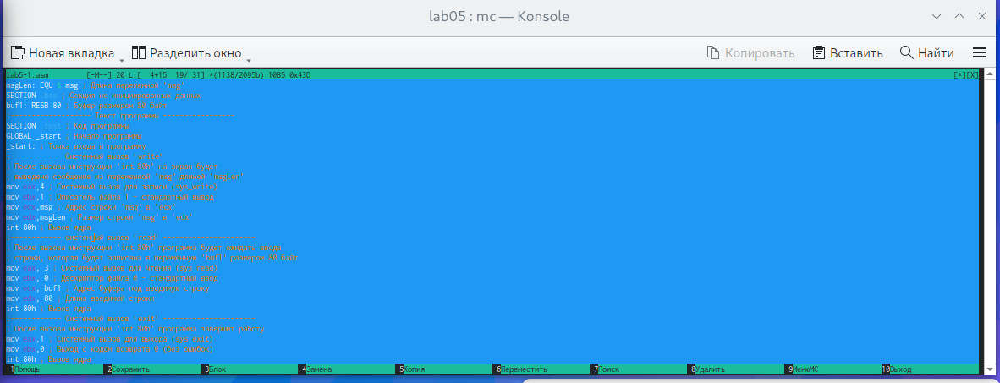 lab05 : mc — Konsole
Новая вкладка Разделить окно Копировать Вставить Найти
lab5-1.asm [-M--] 20 L:[ 4+15 19/ 31] *(1138/2095b) 1085 0x43D [*][X]
msgLen: EQU $-msg ; Длина переменной 'msg'
SECTION .bss ; Секция не инициированных данных
buf1: RESB 80 ; Буфер размером 80 байт
;------------------- Текст программы -----------------
SECTION .text ; Код программы
GLOBAL _start ; Начало программы
_start: ; Точка входа в программу
;------------ Системный вызов `write`
; После вызова инструкции 'int 80h' на экран будет
; выведено сообщение из переменной 'msg' длиной 'msgLen'
mov eax,4 ; Системный вызов для записи (sys_write)
mov ebx,1 ; Описатель файла 1 - стандартный вывод
mov ecx,msg ; Адрес строки 'msg' в 'ecx'
mov edx,msgLen ; Размер строки 'msg' в 'edx'
int 80h ; Вызов ядра
;------------ системный вызов `read` ----------------------
; После вызова инструкции 'int 80h' программа будет ожидать ввода
; строки, которая будет записана в переменную 'buf1' размером 80 байт
mov eax, 3 ; Системный вызов для чтения (sys_read)
mov ebx, 0 ; Дескриптор файла 0 - стандартный ввод
mov ecx, buf1 ; Адрес буфера под вводимую строку
mov edx, 80 ; Длина вводимой строки
int 80h ; Вызов ядра
;------------ Системный вызов `exit` ----------------------
; После вызова инструкции 'int 80h' программа завершит работу
mov eax,1 ; Системный вызов для выхода (sys_exit)
mov ebx,0 ; Выход с кодом возврата 0 (без ошибок)
int 80h ; Вызов ядра
1Помощь 2Сохранить 3Блок 4Замена 5Копия 6Переместить 7Поиск 8Удалить 9МенюMC 10Выход